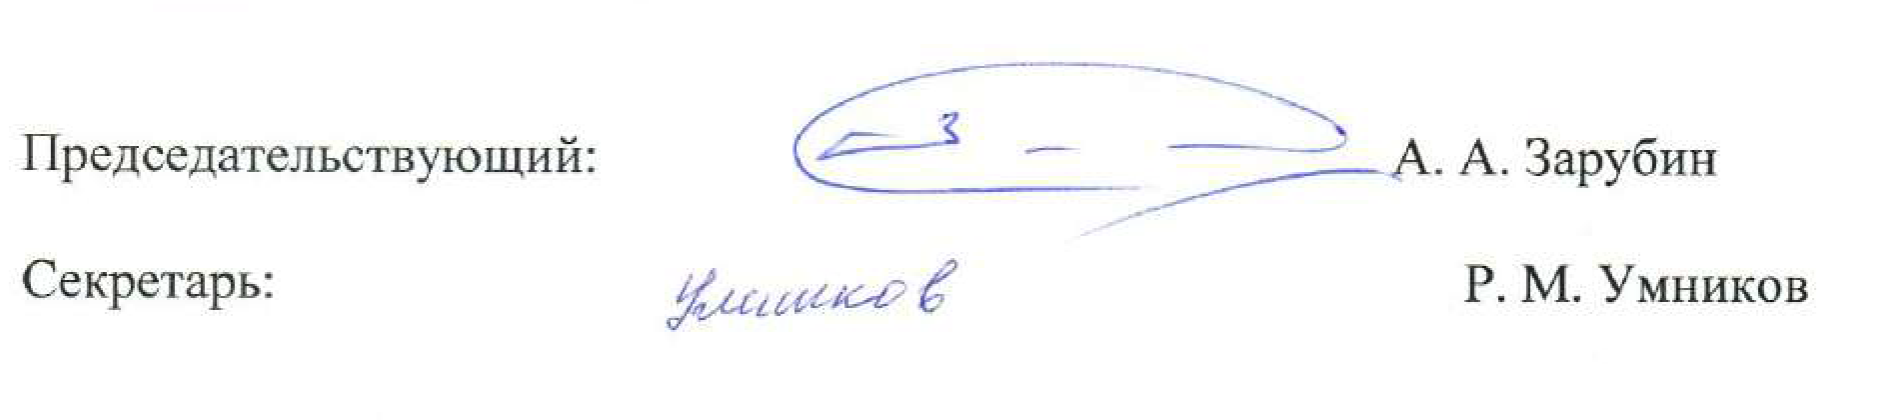 Председательствующий: А. А. Зарубин
Секретарь: Умников Р. М. Умников